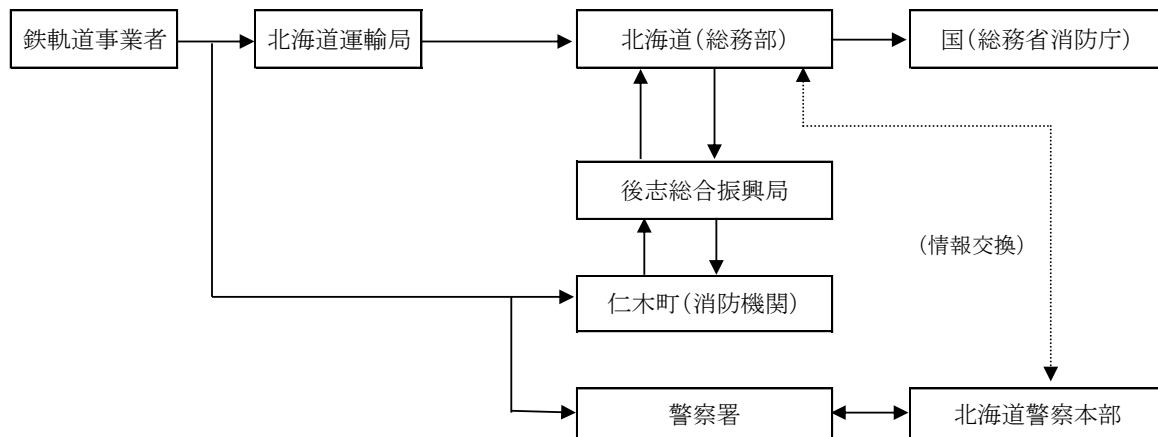 鉄軌道事業者
北海道運輸局
北海道(総務部)
国(総務省消防庁)
後志総合振興局
(情報交換)
仁木町(消防機関)
警察署
北海道警察本部